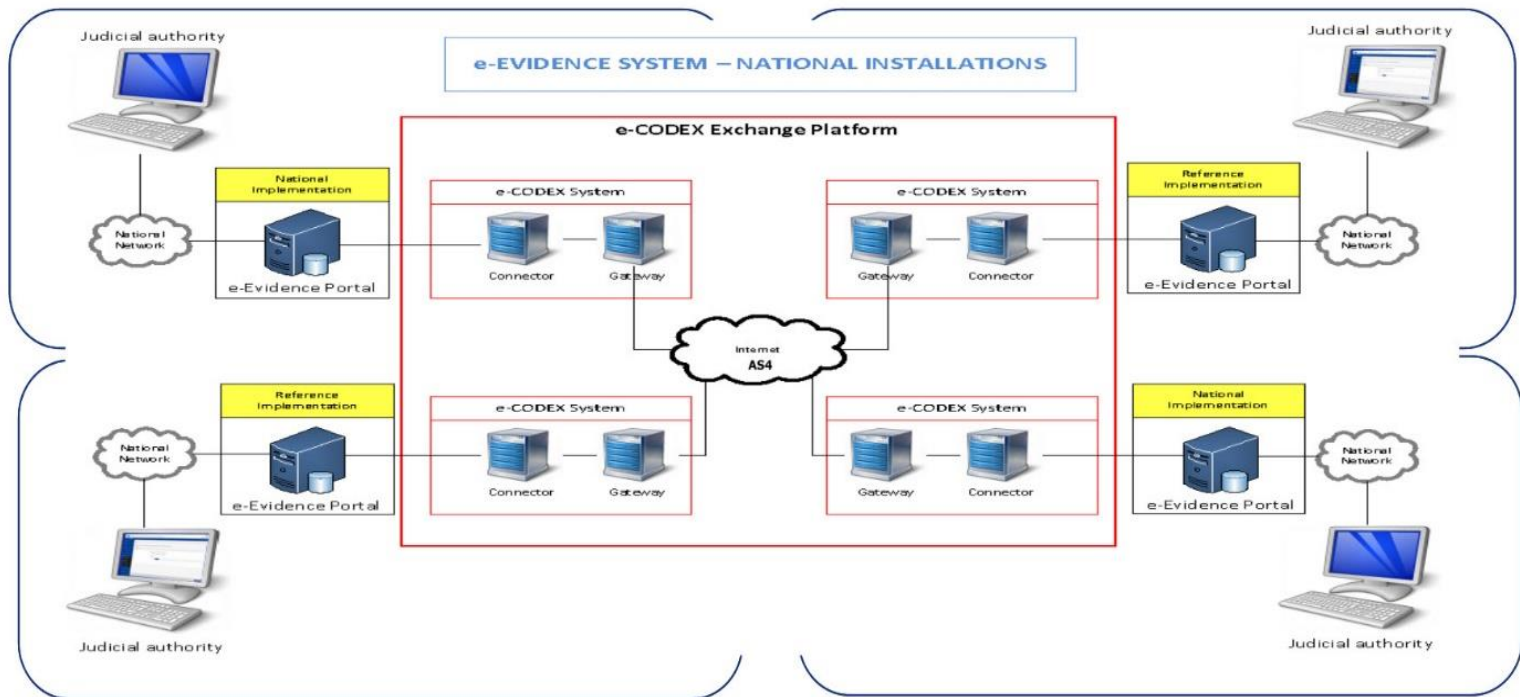 Judicial authority
Judicial authority
e-EVIDENCE SYSTEM – NATIONAL INSTALLATIONS
e-CODEX Exchange Platform
National
Implementation
e-Evidence Portal
National
Network
e-CODEX System
Connector
Gateway
e-CODEX System
Gateway
Connector
Reference
Implementation
e-Evidence Portal
National
Network
Internet
AS4
National
Network
Reference
Implementation
e-Evidence Portal
e-CODEX System
Connector
Gateway
e-CODEX System
Gateway
Connector
National
Implementation
e-Evidence Portal
National
Network
Judicial authority
Judicial authority